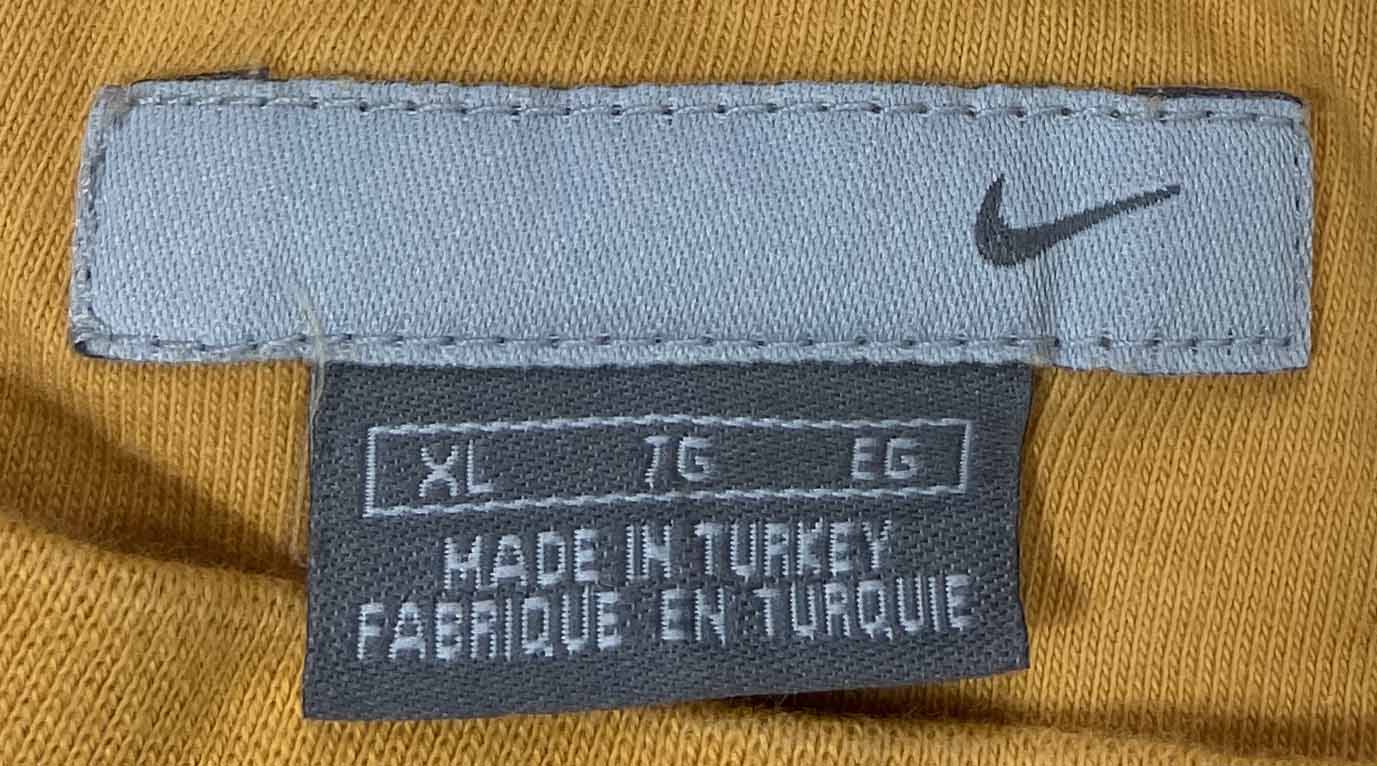 XL TG EG
MADE IN TURKEY
FABRIQUE EN TURQUIE